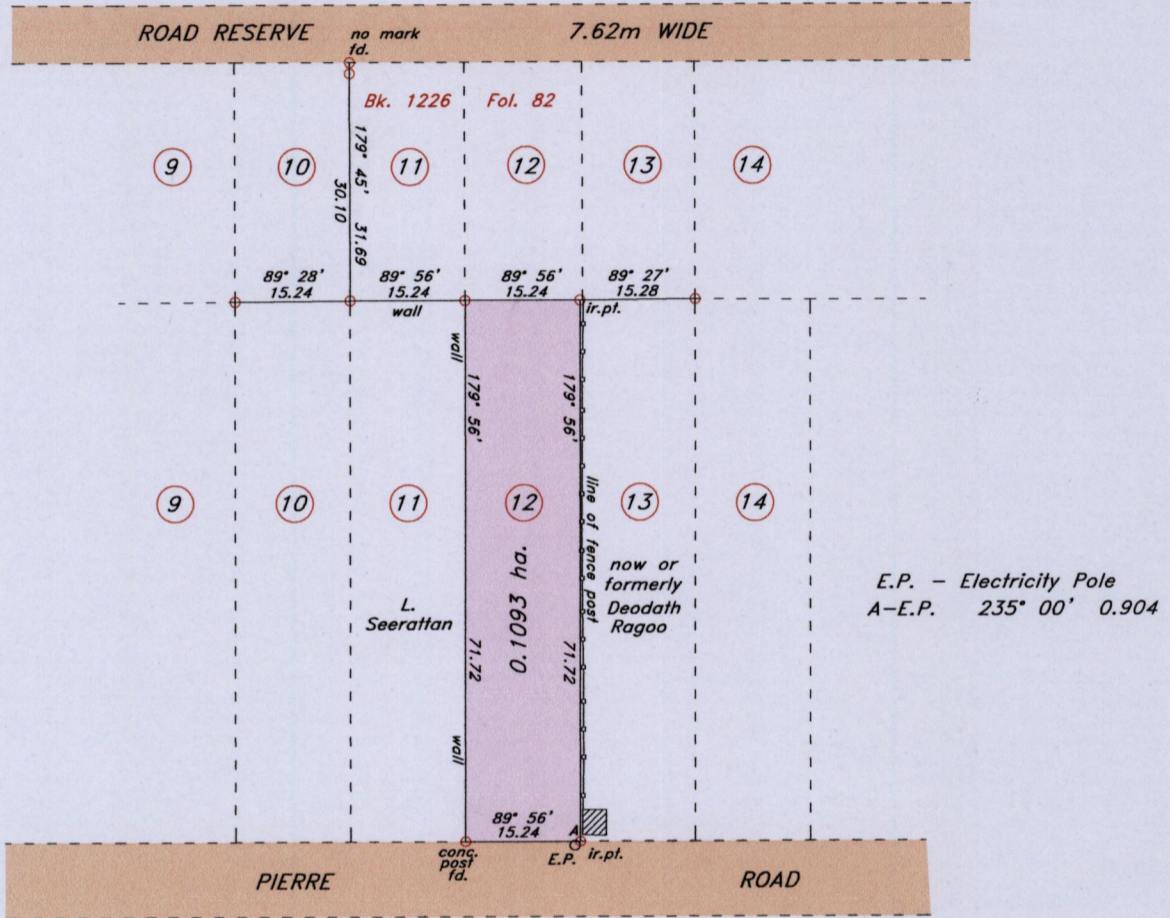 ROAD RESERVE
7.62m WIDE
no mark
fd.
Bk. 1226
Fol. 82
9
10
11
12
13
14
179° 45'
30.10
31.69
89° 28'
15.24
89° 56'
15.24
89° 56'
15.24
89° 27'
15.28
wall
ir.pt.
wall
179° 56'
179° 56'
9
10
11
12
13
14
line of fence post
0.1093 ha.
now or
formerly
Deodath
Ragoo
L.
Seerattan
E.P. - Electricity Pole
A-E.P. 235° 00' 0.904
71.72
71.72
wall
89° 56'
15.24
A
conc.
post
fd.
E.P.
ir.pt.
PIERRE
ROAD